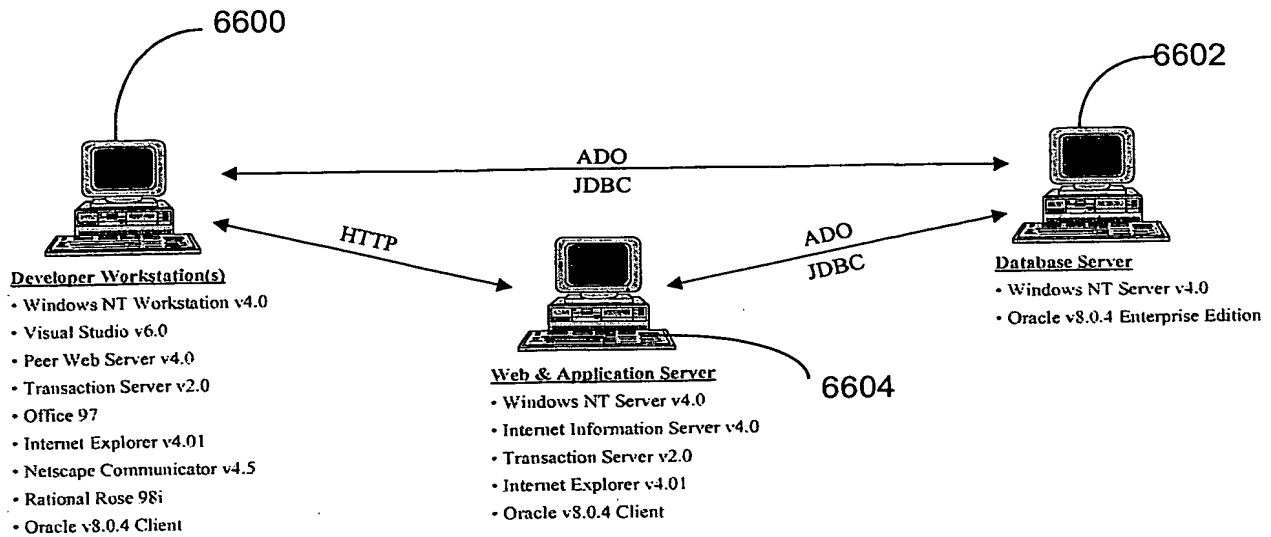 6600
6602
ADO
JDBC
HTTP
ADO
JDBC
Developer Workstation(s)
• Windows NT Workstation v4.0
• Visual Studio v6.0
• Peer Web Server v4.0
• Transaction Server v2.0
• Office 97
• Internet Explorer v4.01
• Netscape Communicator v4.5
• Rational Rose 98i
• Oracle v8.0.4 Client
Web & Application Server
• Windows NT Server v4.0
• Internet Information Server v4.0
• Transaction Server v2.0
• Internet Explorer v4.01
• Oracle v8.0.4 Client
6604
Database Server
• Windows NT Server v4.0
• Oracle v8.0.4 Enterprise Edition